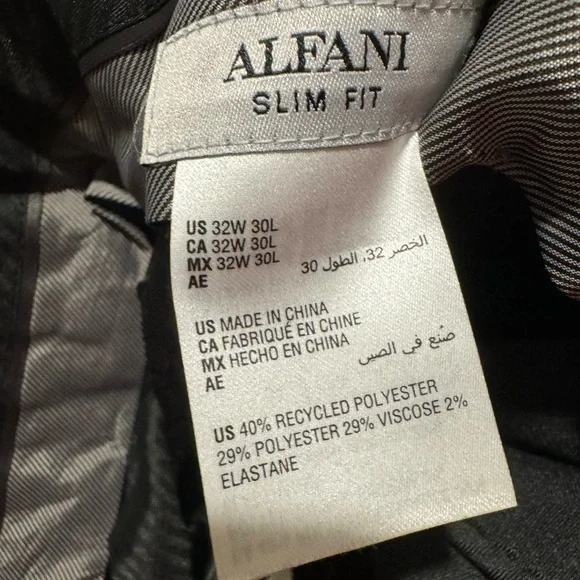 ALFANI
SLIM FIT
US 32W 30L
CA 32W 30L
MX 32W 30L
AE الخصر 32، الطول 30
US MADE IN CHINA
CA FABRIQUÉ EN CHINE
MX HECHO EN CHINA
AE صُنع في الصين
US 40% RECYCLED POLYESTER
29% POLYESTER 29% VISCOSE 2%
ELASTANE